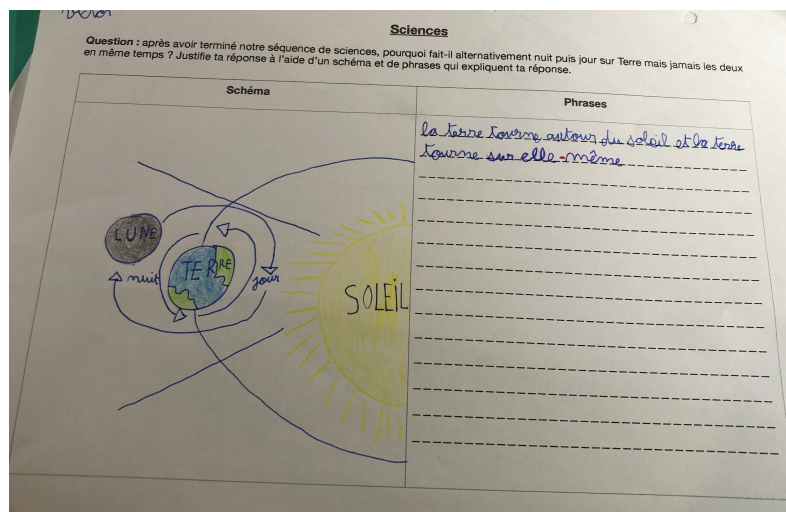 Victor
Sciences
Question : après avoir terminé notre séquence de sciences, pourquoi fait-il alternativement nuit puis jour sur Terre mais jamais les deux
en même temps ? Justifie ta réponse à l'aide d'un schéma et de phrases qui expliquent ta réponse.
Schéma
Phrases
la terre tourne autour du soleil et la terre
tourne sur elle-même
LUNE
TERRE
nuit
jour
SOLEIL